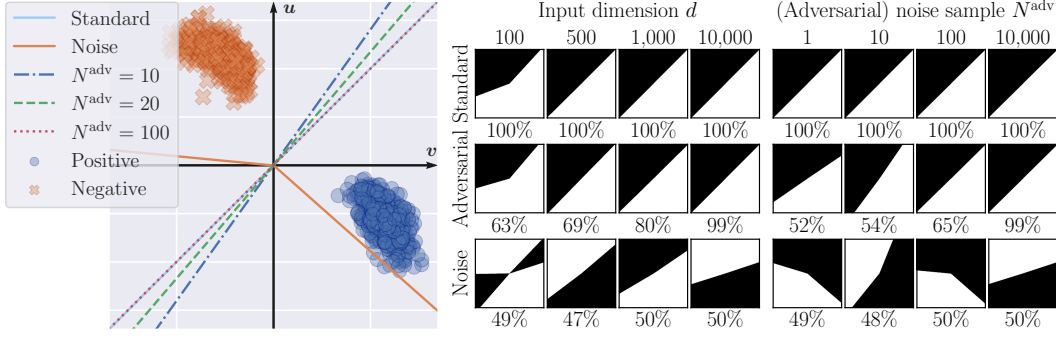 Standard
Noise
N^adv = 10
N^adv = 20
N^adv = 100
Positive
Negative
u
v
Input dimension d
(Adversarial) noise sample N^adv
100 500 1,000 10,000
1 10 100 10,000
Standard
100% 100% 100% 100%
100% 100% 100% 100%
Adversarial
63% 69% 80% 99%
52% 54% 65% 99%
Noise
49% 47% 50% 50%
49% 48% 50% 50%